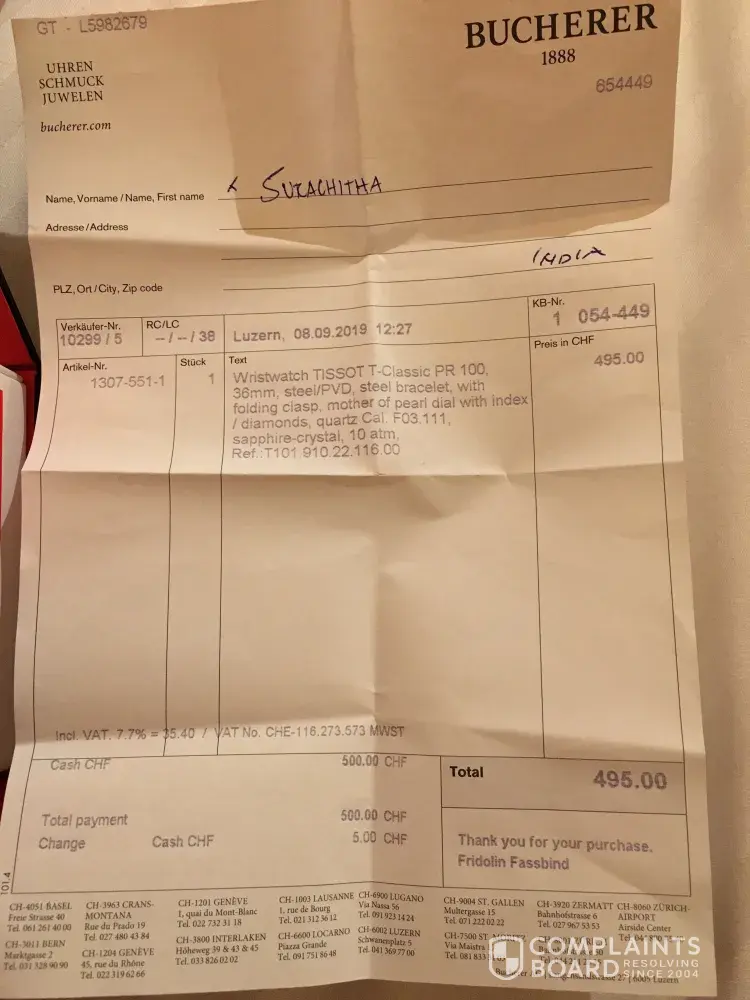 GT - L5982679
BUCHERER
1888
654449
UHREN
SCHMUCK
JUWELEN
bucherer.com
Name, Vorname / Name, First name x SURACHITHA
Adresse / Address
INDIA
PLZ, Ort / City, Zip code
Verkäufer-Nr. RC/LC KB-Nr.
10299 / 5 -- / -- / 38 Luzern, 08.09.2019 12:27 1 054-449
Artikel-Nr. Stück Text Preis in CHF
1307-551-1 1 Wristwatch TISSOT T-Classic PR 100, 495.00
36mm, steel/PVD, steel bracelet, with
folding clasp, mother of pearl dial with index
/ diamonds, quartz Cal. F03.111,
sapphire-crystal, 10 atm,
Ref.:T101.910.22.116.00
Incl. VAT. 7.7% = 35.40 / VAT No. CHE-116.273.573 MWST
Cash CHF 500.00 CHF
Total 495.00
Total payment 500.00 CHF
Change Cash CHF 5.00 CHF
Thank you for your purchase.
Fridolin Fassbind
101.4
CH-4051 BASEL
Freie Strasse 40
Tel. 061 261 40 00
CH-3011 BERN
Marktgasse 2
Tel. 031 328 90 90
CH-3963 CRANS-
MONTANA
Rue du Prado 19
Tel. 027 480 43 84
CH-1204 GENÈVE
45, rue du Rhône
Tel. 022 319 62 66
CH-1201 GENÈVE
1, quai du Mont-Blanc
Tel. 022 732 31 18
CH-3800 INTERLAKEN
Höheweg 39 & 43 & 45
Tel. 033 826 02 02
CH-1003 LAUSANNE
1, rue de Bourg
Tel. 021 312 36 12
CH-6600 LOCARNO
Piazza Grande
Tel. 091 751 86 48
CH-6900 LUGANO
Via Nassa 56
Tel. 091 923 14 24
CH-6002 LUZERN
Schwanenplatz 5
Tel. 041 369 77 00
CH-9004 ST. GALLEN
Multergasse 15
Tel. 071 222 02 22
CH-7500 ST.
Via Maistra
Tel. 081 833
CH-3920 ZERMATT
Bahnhofstrasse 6
Tel. 027 967 53 53
CH-8060 ZÜRICH-
AIRPORT
Airside Center
Tel.
6005 Luzern
COMPLAINTS
BOARD RESOLVING
SINCE 2004